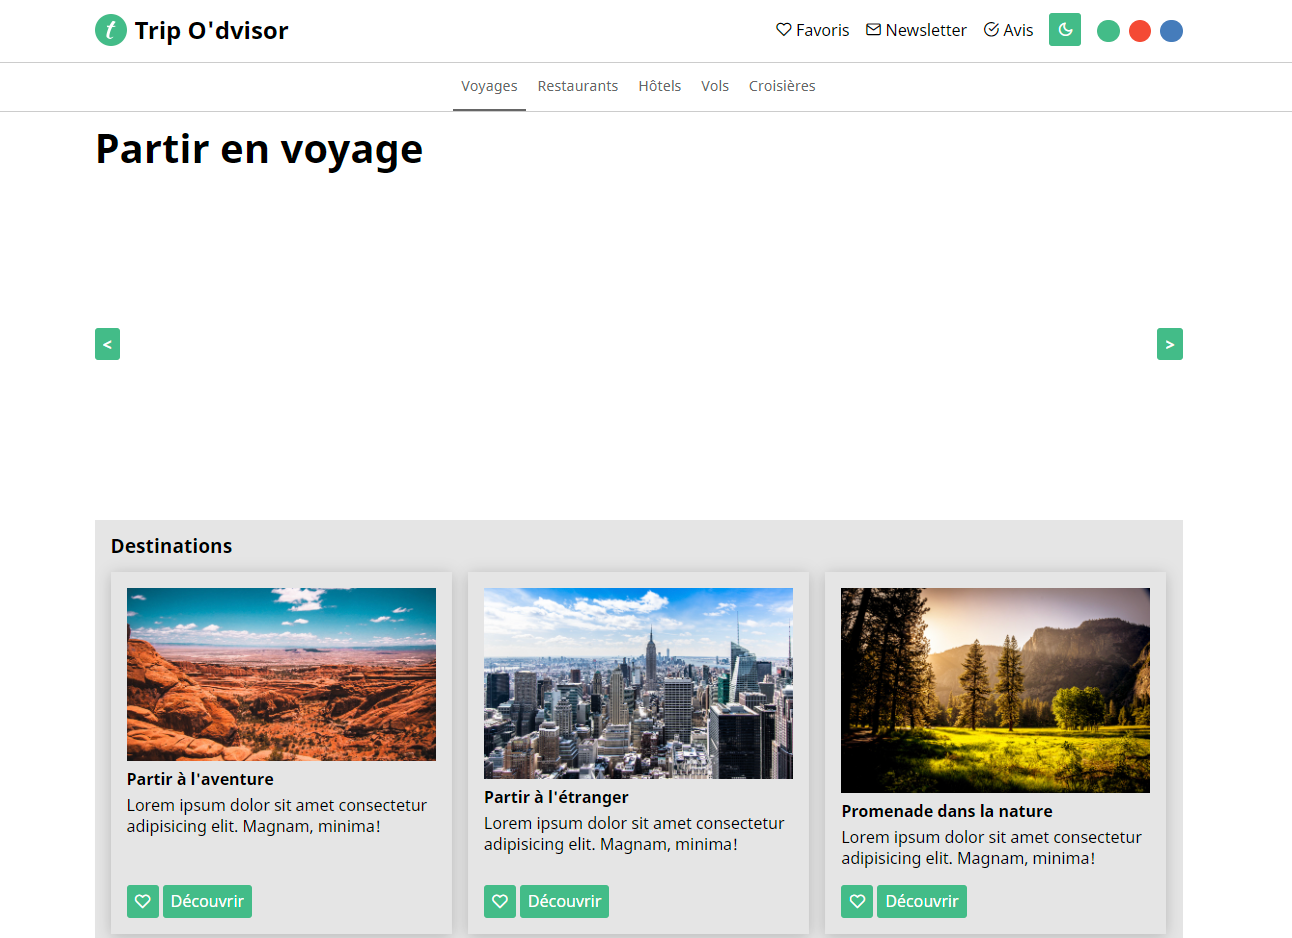 t Trip O'dvisor
Favoris Newsletter Avis
Voyages Restaurants Hôtels Vols Croisières
Partir en voyage
< >
Destinations
Partir à l'aventure
Lorem ipsum dolor sit amet consectetur
adipisicing elit. Magnam, minima!
Découvrir
Partir à l'étranger
Lorem ipsum dolor sit amet consectetur
adipisicing elit. Magnam, minima!
Découvrir
Promenade dans la nature
Lorem ipsum dolor sit amet consectetur
adipisicing elit. Magnam, minima!
Découvrir